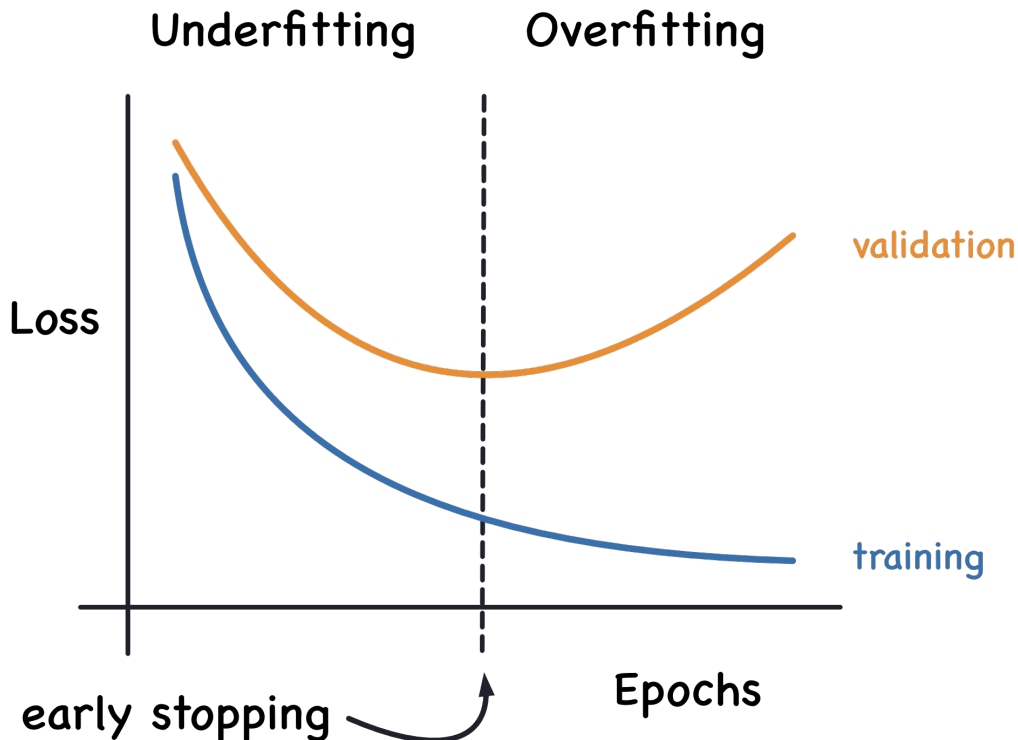 Underfitting
Overfitting
validation
Loss
training
Epochs
early stopping